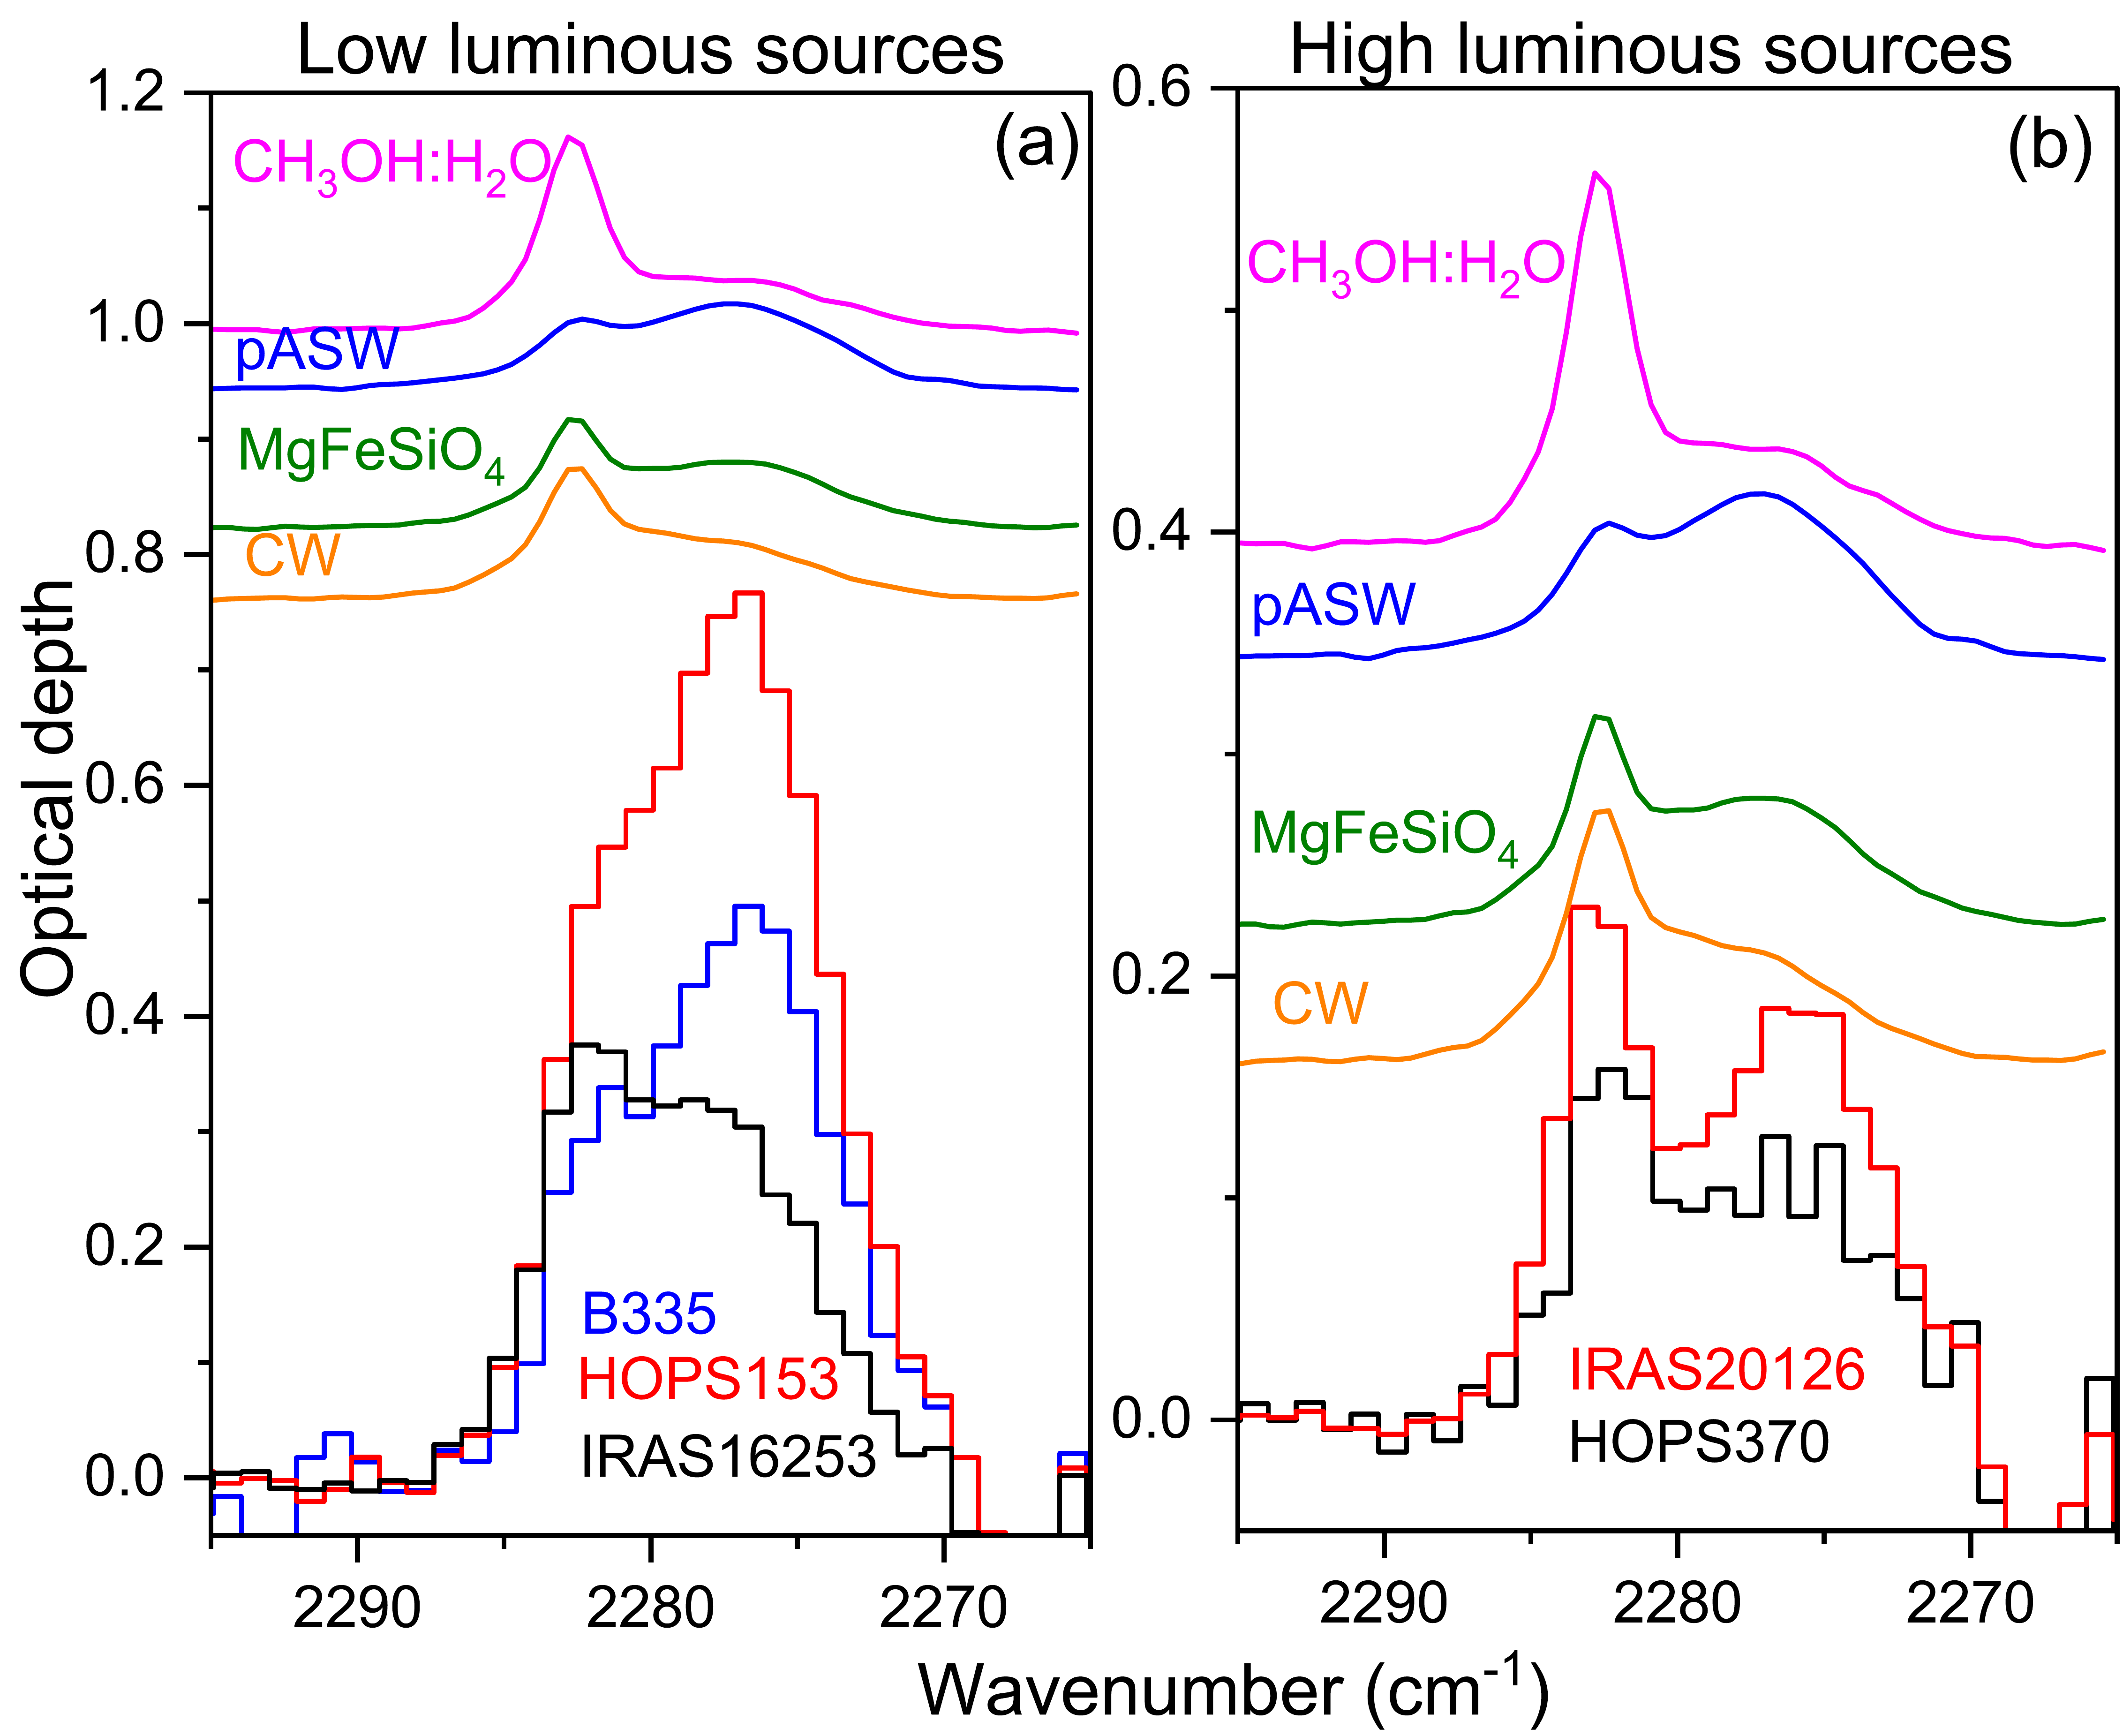 Low luminous sources
High luminous sources
(a)
(b)
Optical depth
1.2
1.0
0.8
0.6
0.4
0.2
0.0
CH₃OH:H₂O
pASW
MgFeSiO₄
CW
B335
HOPS153
IRAS16253
2290
2280
2270
0.6
0.4
0.2
0.0
CH₃OH:H₂O
pASW
MgFeSiO₄
CW
IRAS20126
HOPS370
2290
2280
2270
Wavenumber (cm⁻¹)